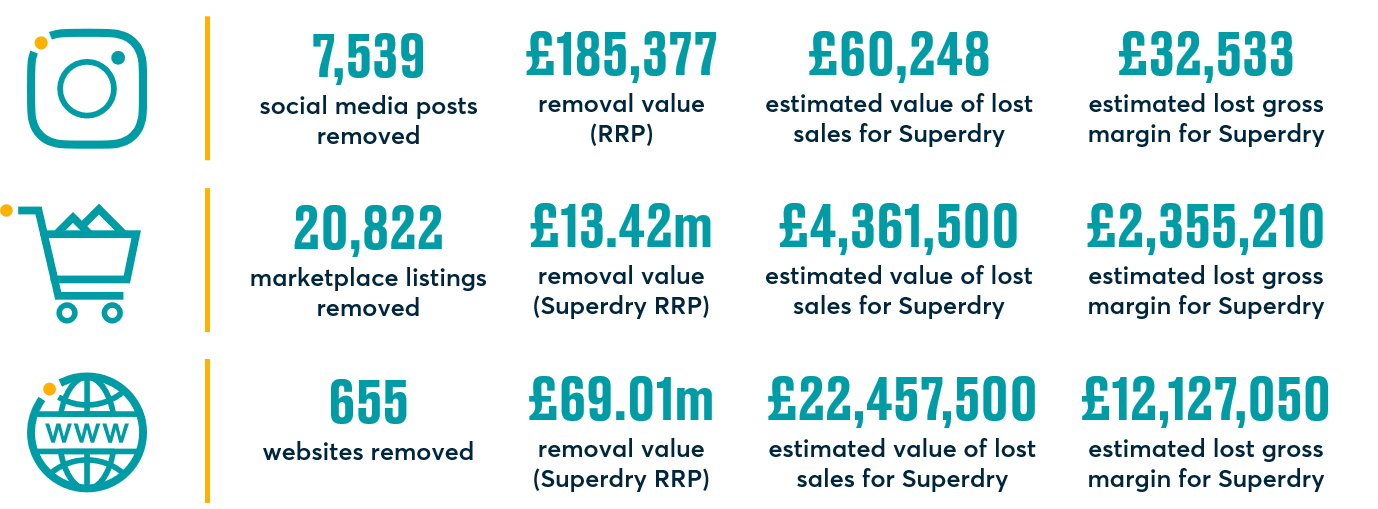 7,539
social media posts
removed
£185,377
removal value
(RRP)
£60,248
estimated value of lost
sales for Superdry
£32,533
estimated lost gross
margin for Superdry
20,822
marketplace listings
removed
£13.42m
removal value
(Superdry RRP)
£4,361,500
estimated value of lost
sales for Superdry
£2,355,210
estimated lost gross
margin for Superdry
WWW
655
websites removed
£69.01m
removal value
(Superdry RRP)
£22,457,500
estimated value of lost
sales for Superdry
£12,127,050
estimated lost gross
margin for Superdry